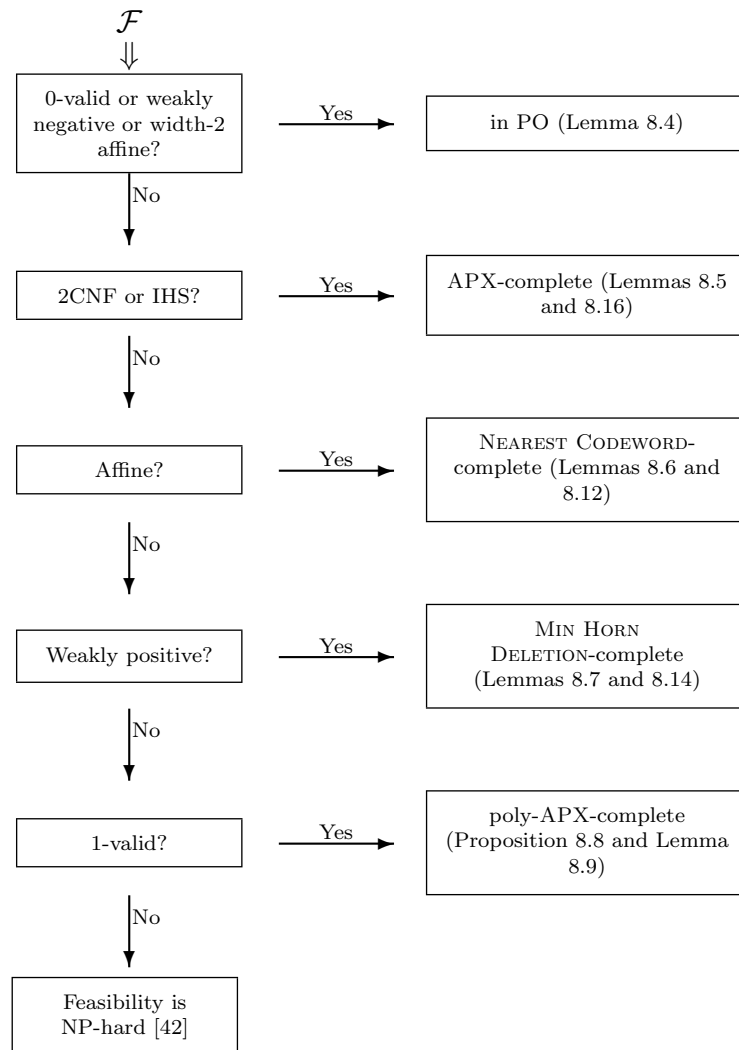 𝓕
⇓
0-valid or weakly
negative or width-2
affine?
Yes
in PO (Lemma 8.4)
No
2CNF or IHS?
Yes
APX-complete (Lemmas 8.5
and 8.16)
No
Affine?
Yes
NEAREST CODEWORD-
complete (Lemmas 8.6 and
8.12)
No
Weakly positive?
Yes
MIN HORN
DELETION-complete
(Lemmas 8.7 and 8.14)
No
1-valid?
Yes
poly-APX-complete
(Proposition 8.8 and Lemma
8.9)
No
Feasibility is
NP-hard [42]